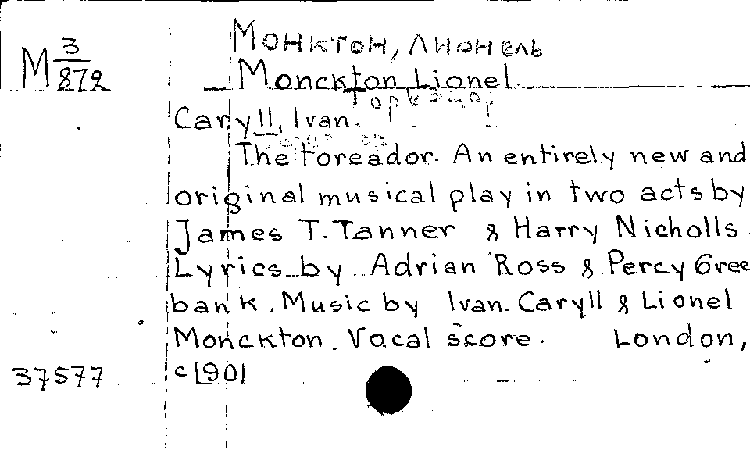 Монктон, Лионель
M 3/872
Monckton Lionel.
Caryll, Ivan.
The toreador. An entirely new and
original musical play in two acts by
James T. Tanner & Harry Nicholls.
Lyrics by Adrian Ross & Percy Gree
bank. Music by Ivan Caryll & Lionel
Monckton. Vocal score. London,
37577 c1901